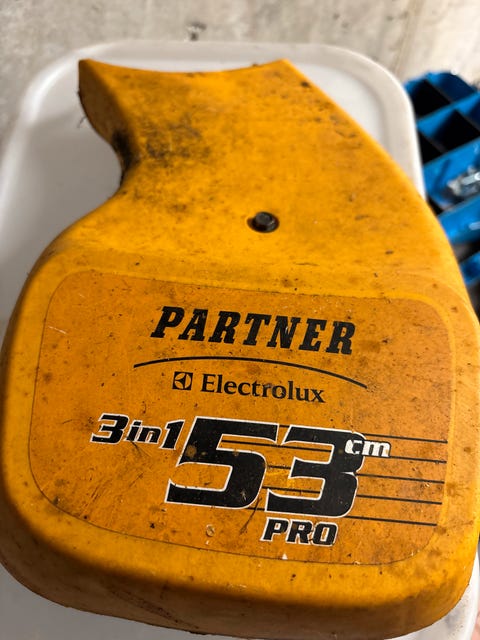 PARTNER
Electrolux
3in1 53 cm
PRO